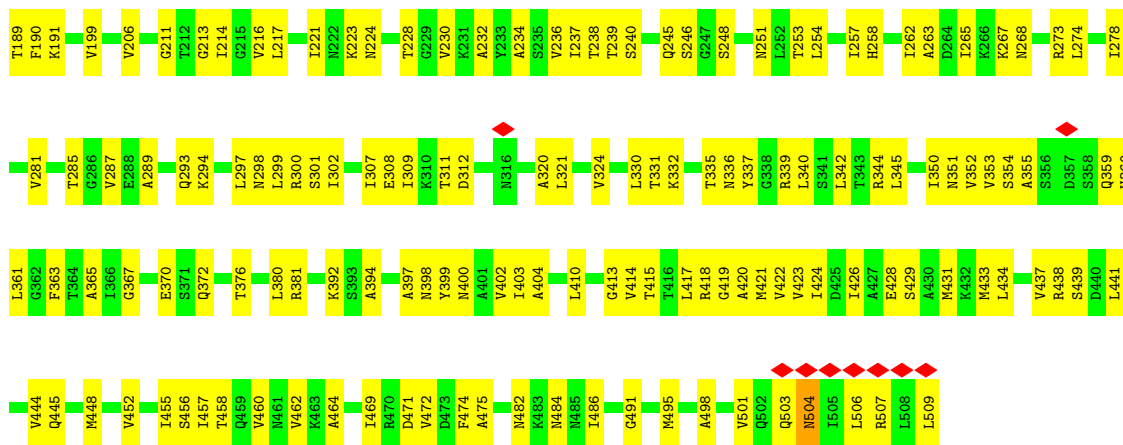 T189 F190 K191 V199 V206 G211 T212 G213 I214 G215 V216 L217 I221 N222 K223 N224 T228 G229 V230 K231 A232 Y233 A234 S235 V236 I237 T238 T239 S240 Q245 S246 G247 S248 N251 L252 T253 L254 I257 H258 I262 A263 D264 I265 K266 K267 N268 R273 L274 I278
V281 T285 G286 V287 E288 A289 Q293 K294 L297 N298 L299 R300 S301 I302 I307 E308 I309 K310 T311 D312 N316 A320 L321 V324 L330 T331 K332 T335 N336 Y337 G338 R339 L340 S341 L342 T343 R344 L345 I350 N351 V352 V353 S354 A355 S356 D357 S358 Q359
L361 G362 F363 T364 A365 I366 G367 E370 S371 Q372 T376 L380 R381 K392 S393 A394 A397 N398 Y399 N400 A401 V402 I403 A404 L410 G413 V414 T415 T416 L417 R418 G419 A420 M421 V422 V423 I424 D425 I426 A427 E428 S429 A430 M431 K432 M433 L434 V437 R438 S439 D440 L441
V444 Q445 M448 V452 I455 S456 I457 T458 Q459 V460 N461 V462 K463 A464 I469 R470 D471 V472 D473 F474 A475 N482 K483 N484 N485 I486 G491 M495 A498 V501 Q502 Q503 N504 I505 L506 R507 L508 L509